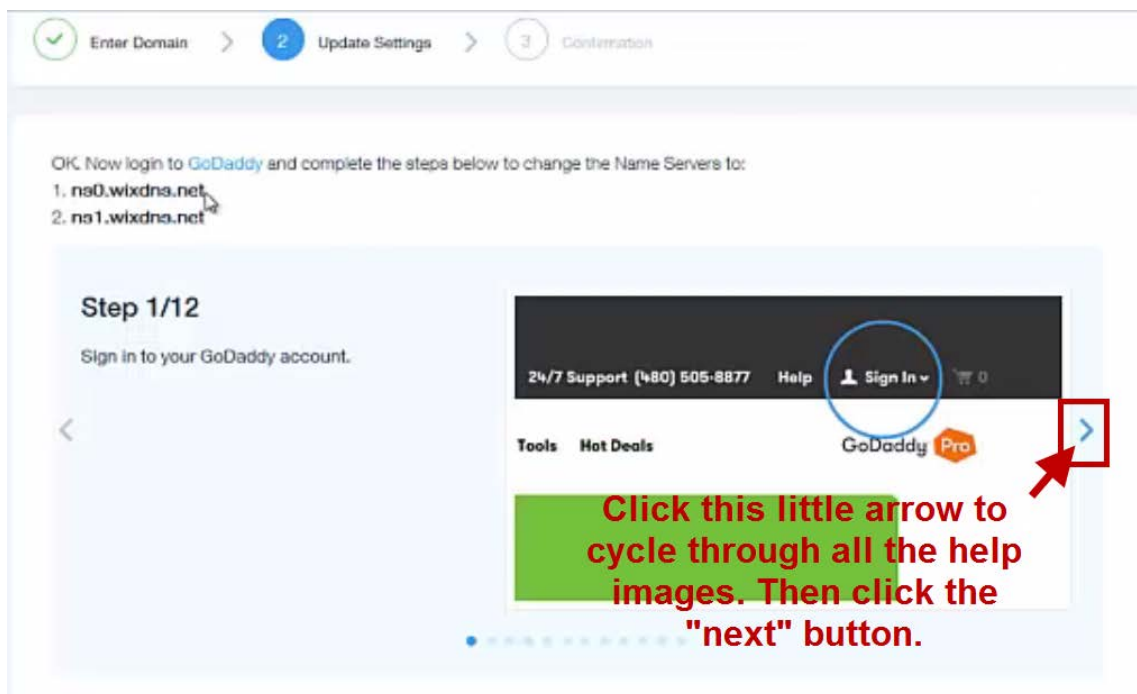 Enter Domain > 2 Update Settings > 3 Confirmation
OK. Now login to GoDaddy and complete the steps below to change the Name Servers to:
1. ns0.wixdns.net
2. ns1.wixdns.net
Step 1/12
Sign in to your GoDaddy account.
24/7 Support (480) 505-8877 Help Sign In 0
Tools Hot Deals GoDaddy Pro
Click this little arrow to
cycle through all the help
images. Then click the
"next" button.